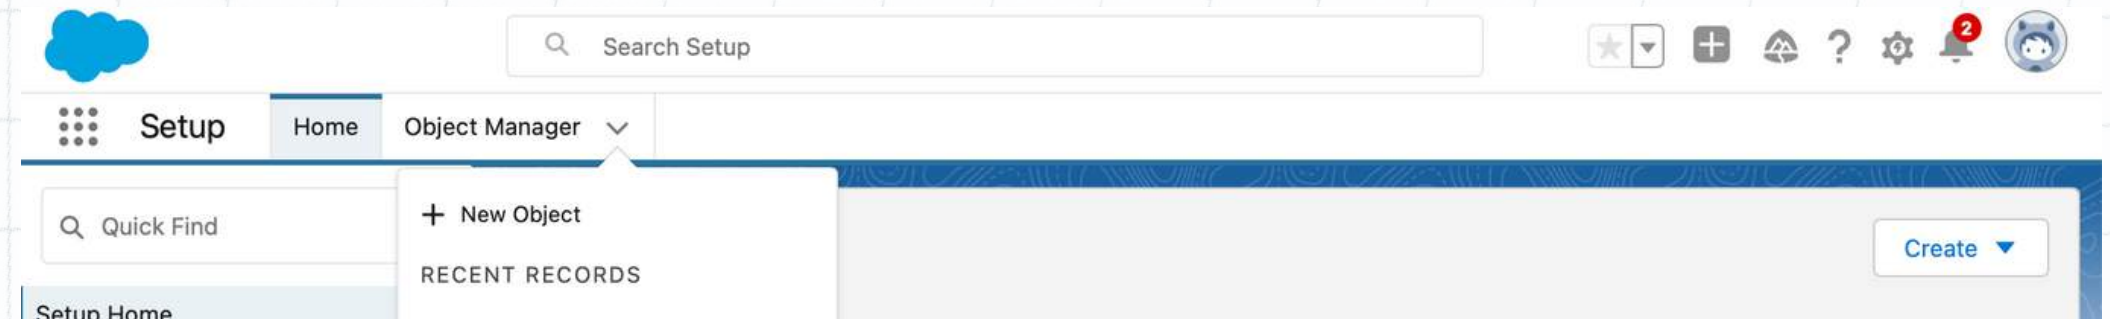 Search Setup
2
Setup
Home
Object Manager
Quick Find
+ New Object
RECENT RECORDS
Create
Setup Home